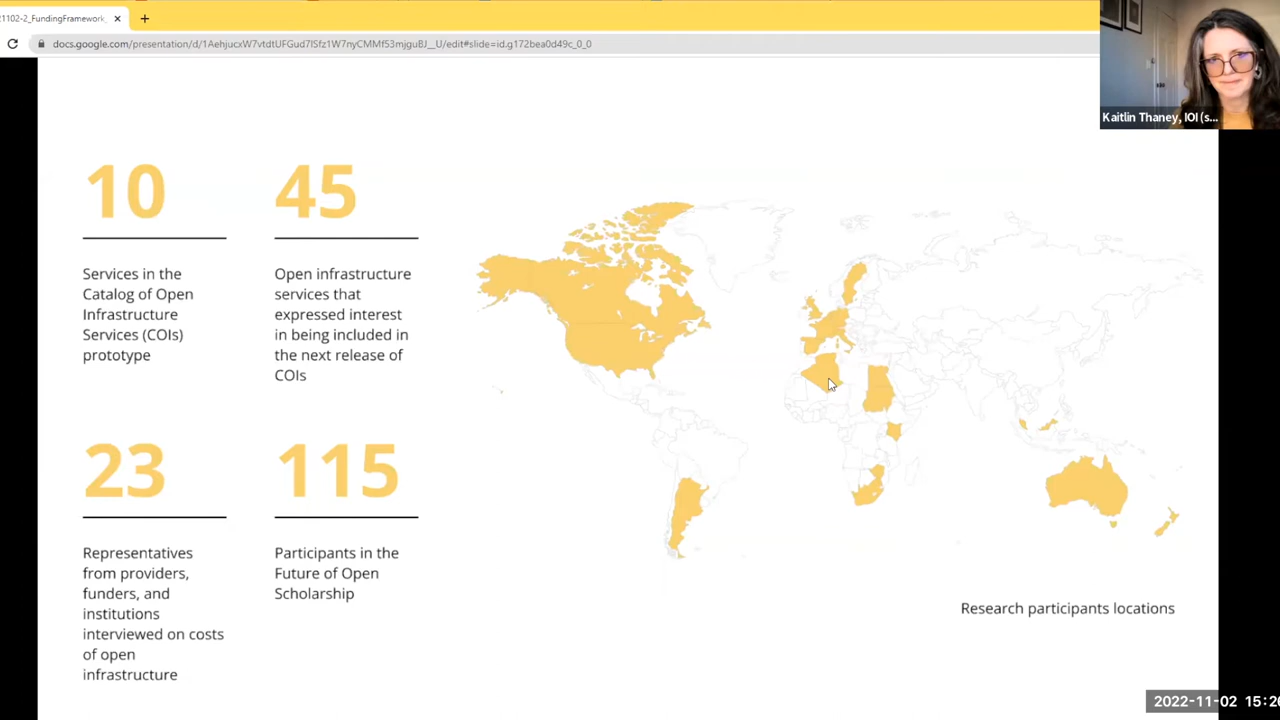 1102-2_FundingFramework_
docs.google.com/presentation/d/1AehjucxW7vtdtUFGud7lSfz1W7nyCMMf53mjguBJ__U/edit#slide=id.g172bea0d49c_0_0
Kaitlin Thaney, IOI (s...
10
Services in the
Catalog of Open
Infrastructure
Services (COIs)
prototype
45
Open infrastructure
services that
expressed interest
in being included in
the next release of
COIs
23
Representatives
from providers,
funders, and
institutions
interviewed on costs
of open
infrastructure
115
Participants in the
Future of Open
Scholarship
Research participants locations
2022-11-02 15:20